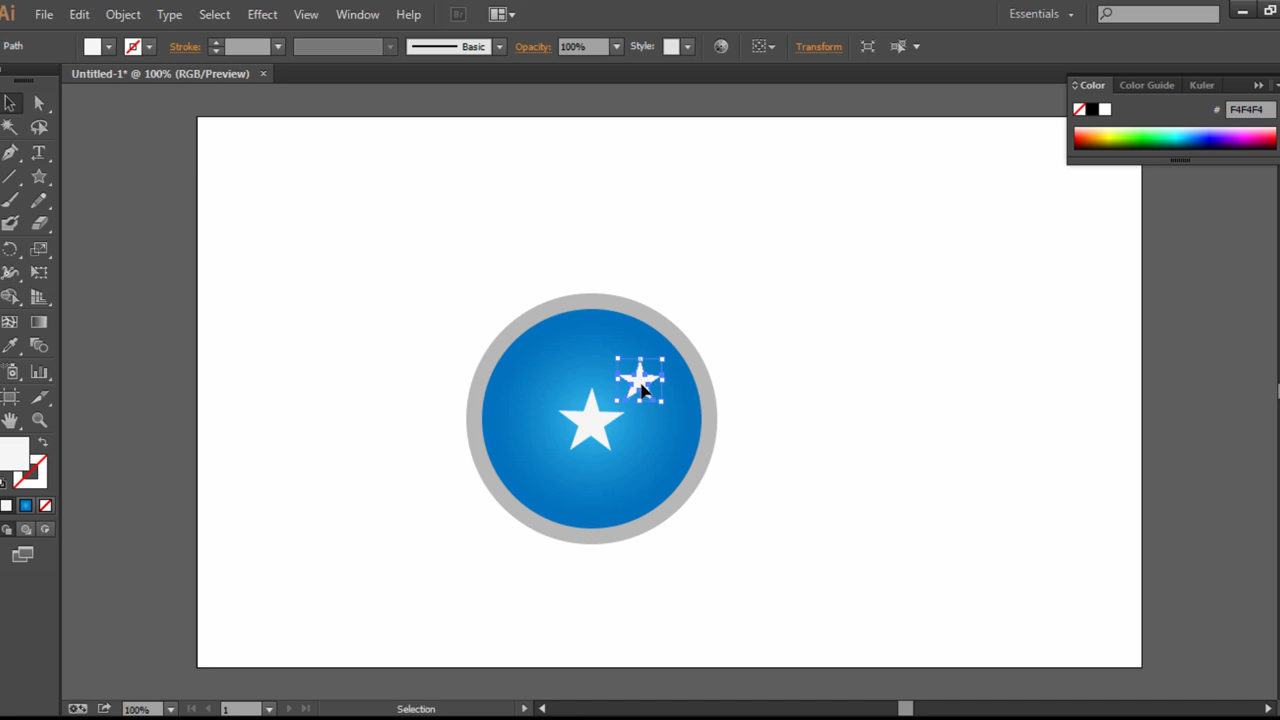 Ai File Edit Object Type Select Effect View Window Help Br Essentials
Path Stroke: Basic Opacity: 100% Style: Transform
Untitled-1* @ 100% (RGB/Preview) ×
Color Color Guide Kuler
# F4F4F4
100% 1 Selection